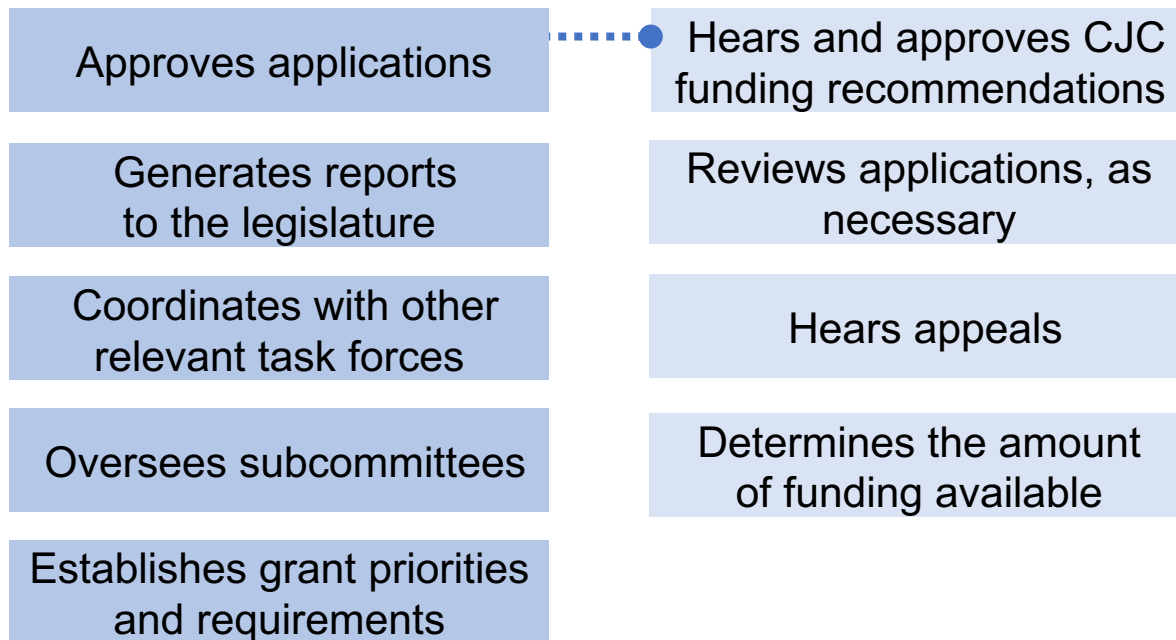 Approves applications
Generates reports
to the legislature
Coordinates with other
relevant task forces
Oversees subcommittees
Establishes grant priorities
and requirements
Hears and approves CJC
funding recommendations
Reviews applications, as
necessary
Hears appeals
Determines the amount
of funding available